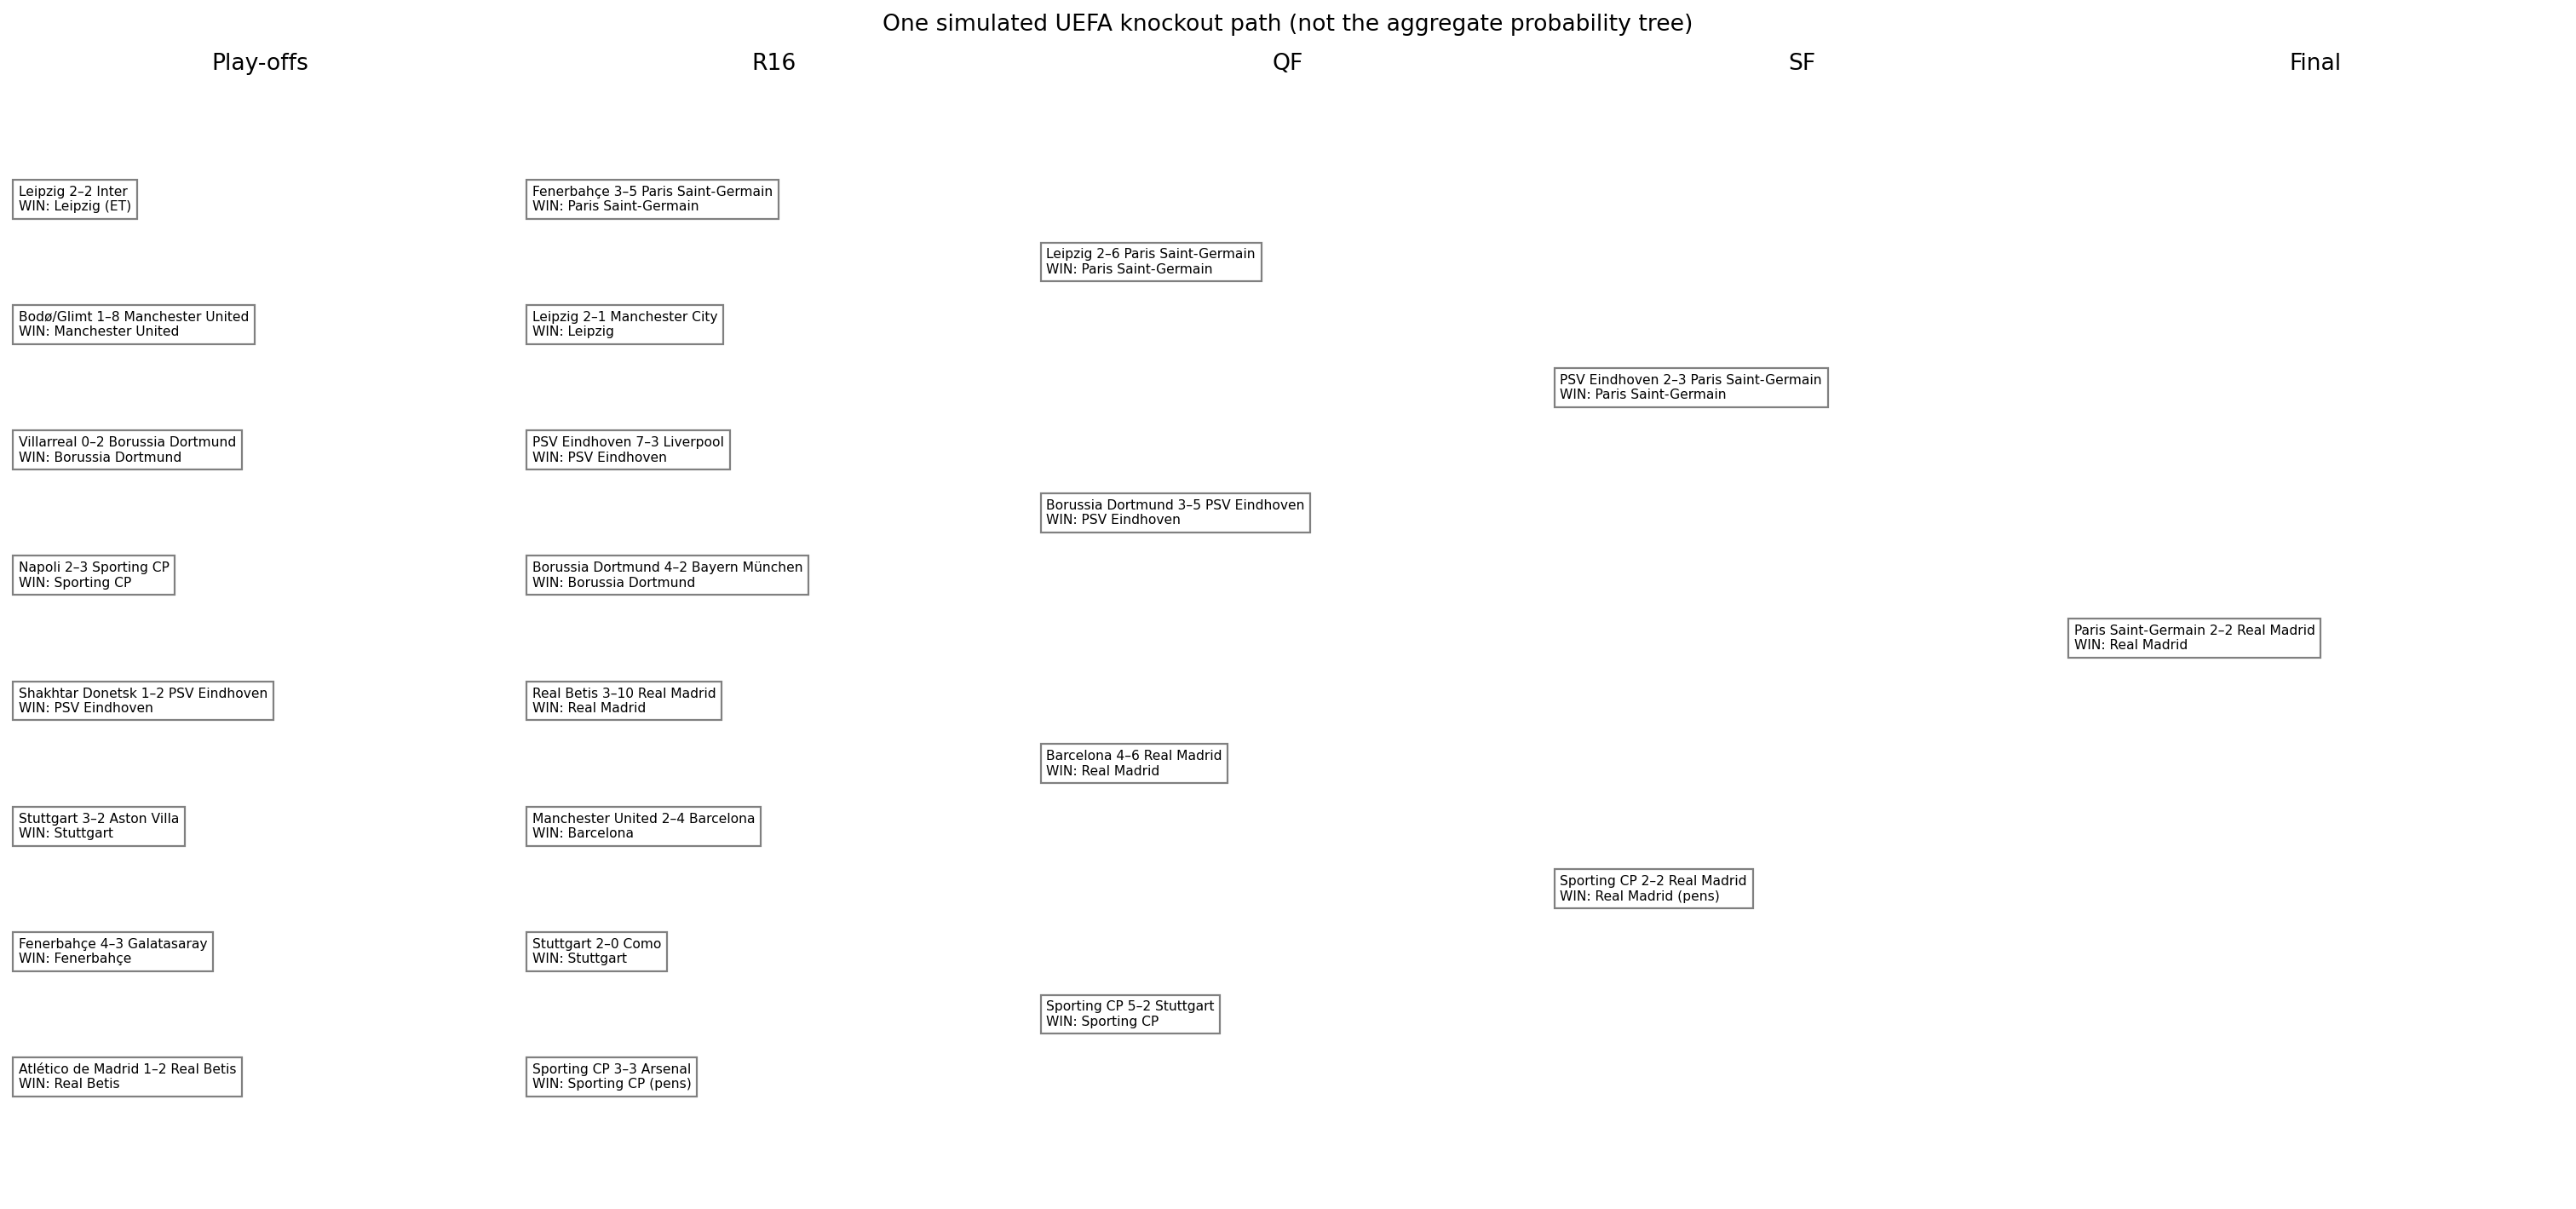 One simulated UEFA knockout path (not the aggregate probability tree)
Play-offs
R16
QF
SF
Final
Leipzig 2–2 Inter
WIN: Leipzig (ET)
Bodø/Glimt 1–8 Manchester United
WIN: Manchester United
Villarreal 0–2 Borussia Dortmund
WIN: Borussia Dortmund
Napoli 2–3 Sporting CP
WIN: Sporting CP
Shakhtar Donetsk 1–2 PSV Eindhoven
WIN: PSV Eindhoven
Stuttgart 3–2 Aston Villa
WIN: Stuttgart
Fenerbahçe 4–3 Galatasaray
WIN: Fenerbahçe
Atlético de Madrid 1–2 Real Betis
WIN: Real Betis
Fenerbahçe 3–5 Paris Saint-Germain
WIN: Paris Saint-Germain
Leipzig 2–1 Manchester City
WIN: Leipzig
PSV Eindhoven 7–3 Liverpool
WIN: PSV Eindhoven
Borussia Dortmund 4–2 Bayern München
WIN: Borussia Dortmund
Real Betis 3–10 Real Madrid
WIN: Real Madrid
Manchester United 2–4 Barcelona
WIN: Barcelona
Stuttgart 2–0 Como
WIN: Stuttgart
Sporting CP 3–3 Arsenal
WIN: Sporting CP (pens)
Leipzig 2–6 Paris Saint-Germain
WIN: Paris Saint-Germain
Borussia Dortmund 3–5 PSV Eindhoven
WIN: PSV Eindhoven
Barcelona 4–6 Real Madrid
WIN: Real Madrid
Sporting CP 5–2 Stuttgart
WIN: Sporting CP
PSV Eindhoven 2–3 Paris Saint-Germain
WIN: Paris Saint-Germain
Sporting CP 2–2 Real Madrid
WIN: Real Madrid (pens)
Paris Saint-Germain 2–2 Real Madrid
WIN: Real Madrid